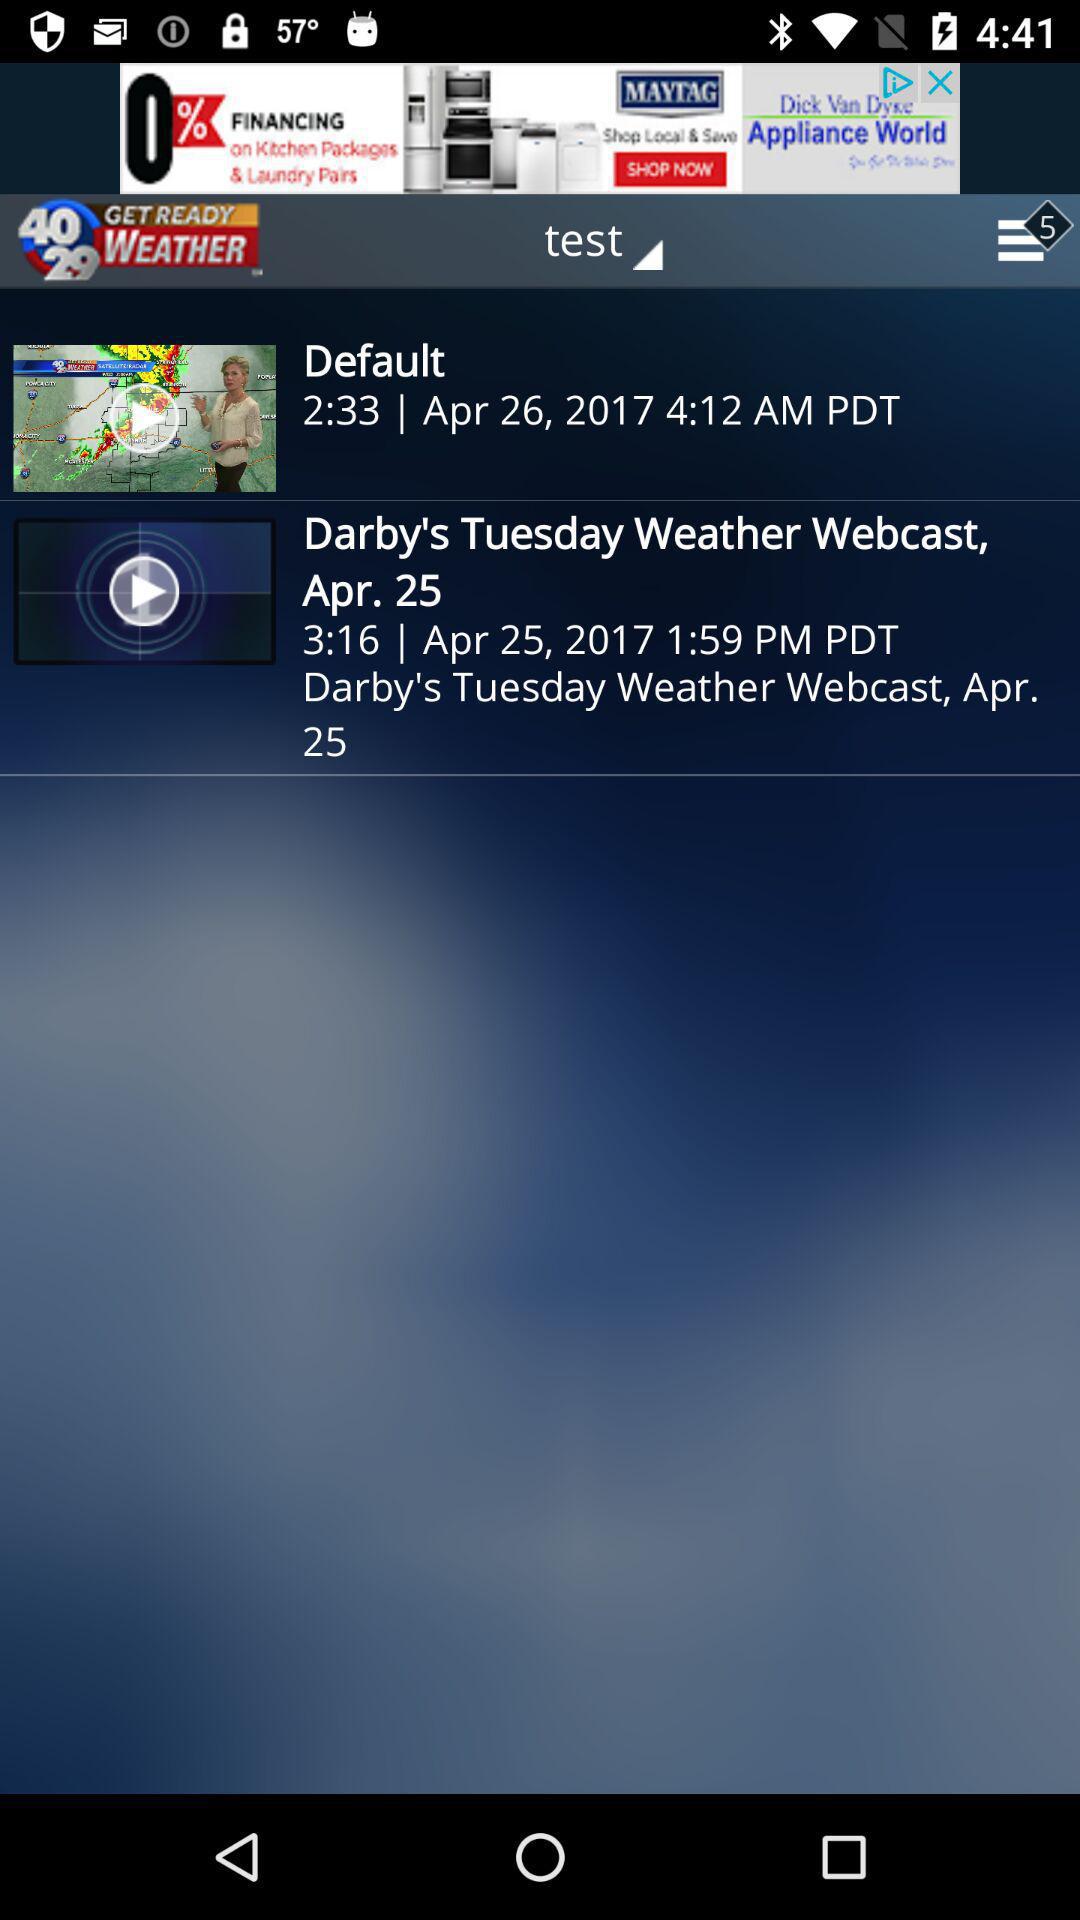 57° 4:41
0% FINANCING
on Kitchen Packages
& Laundry Pairs
MAYTAG
Shop Local & Save
SHOP NOW
Dick Van Dyke
Appliance World
40 29 GET READY WEATHER
test
5
Default
2:33 | Apr 26, 2017 4:12 AM PDT
Darby's Tuesday Weather Webcast,
Apr. 25
3:16 | Apr 25, 2017 1:59 PM PDT
Darby's Tuesday Weather Webcast, Apr.
25